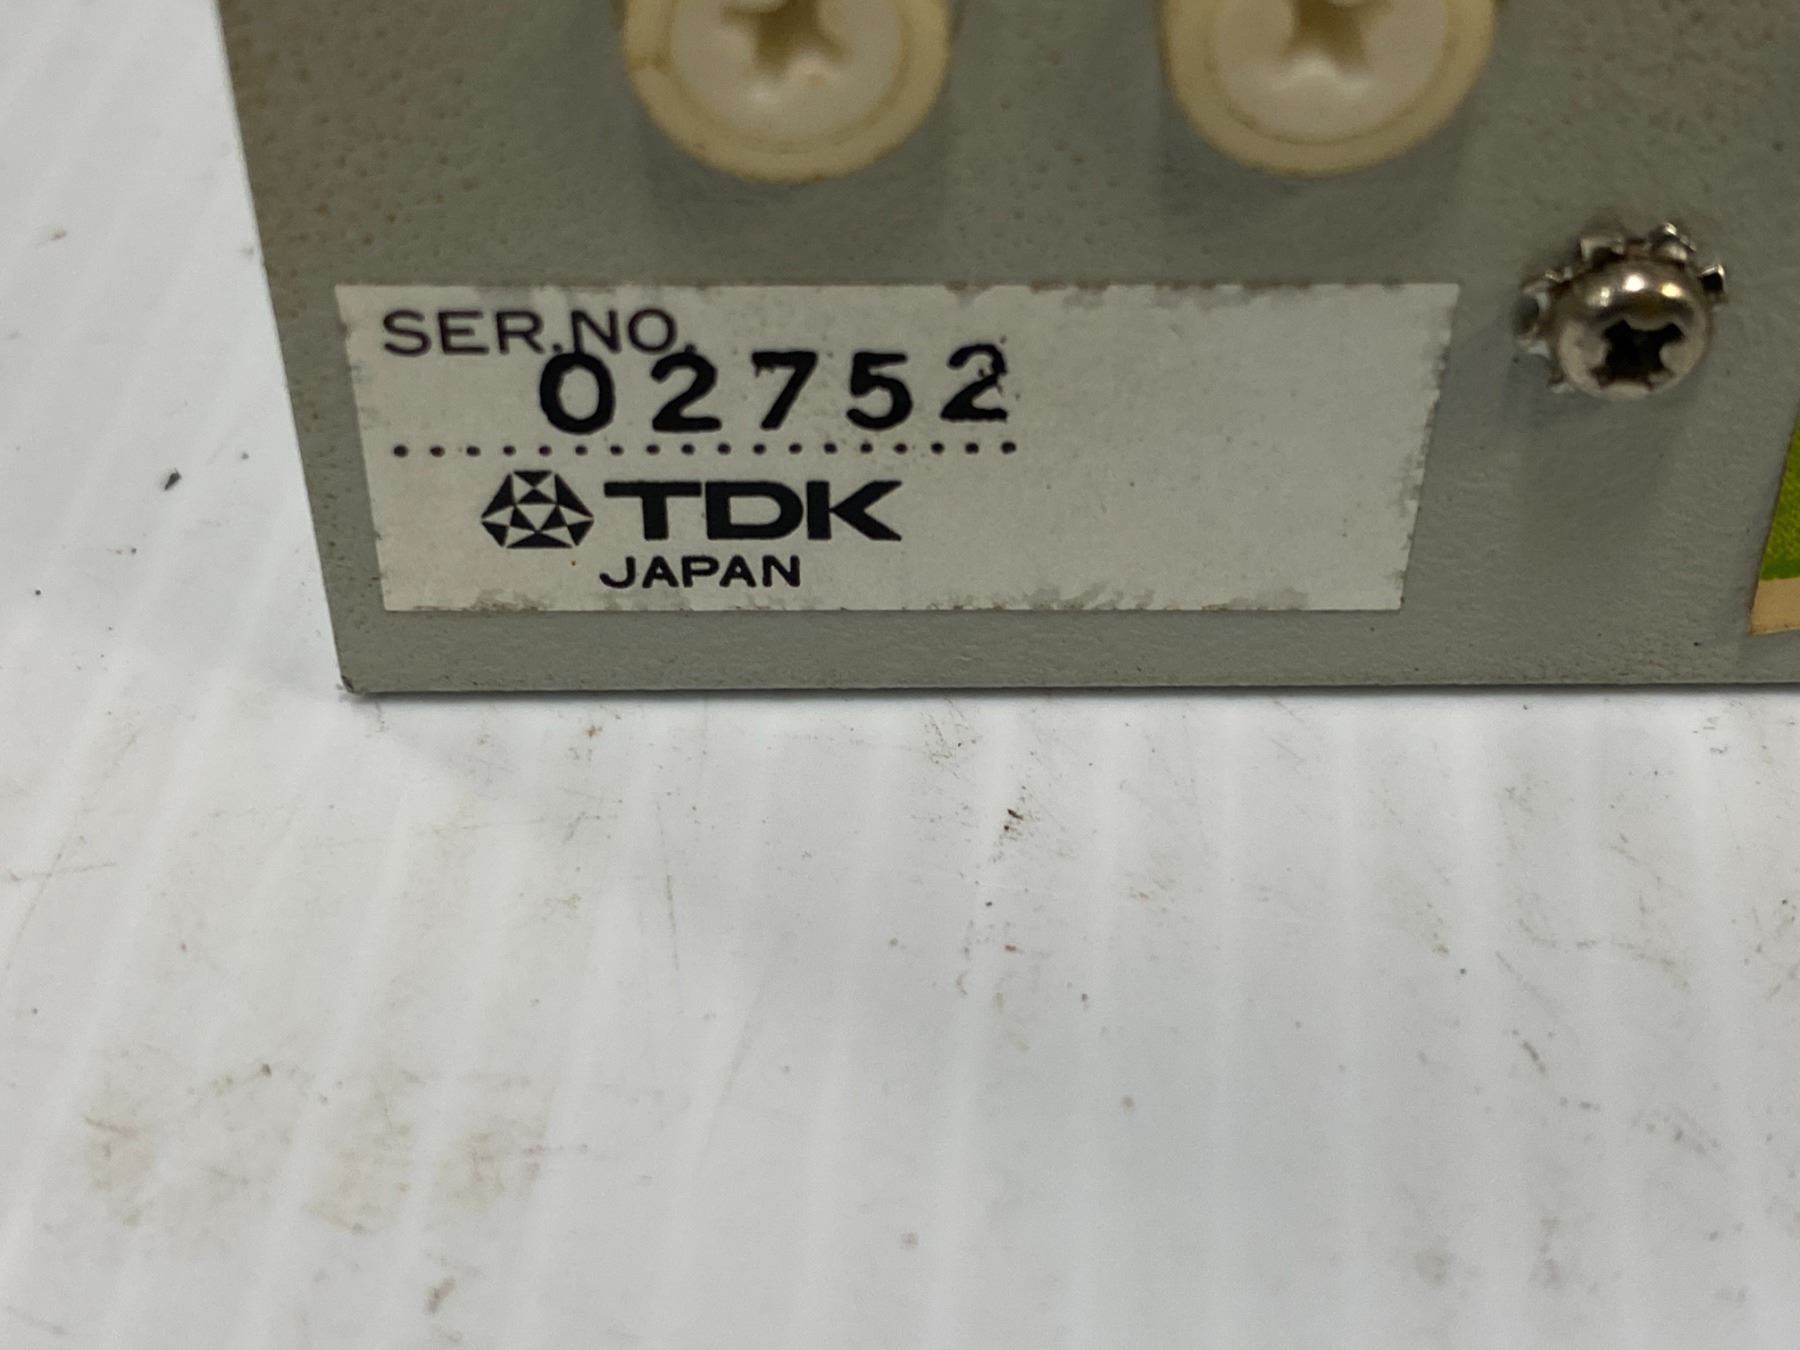 SER.NO.
02752
TDK
JAPAN